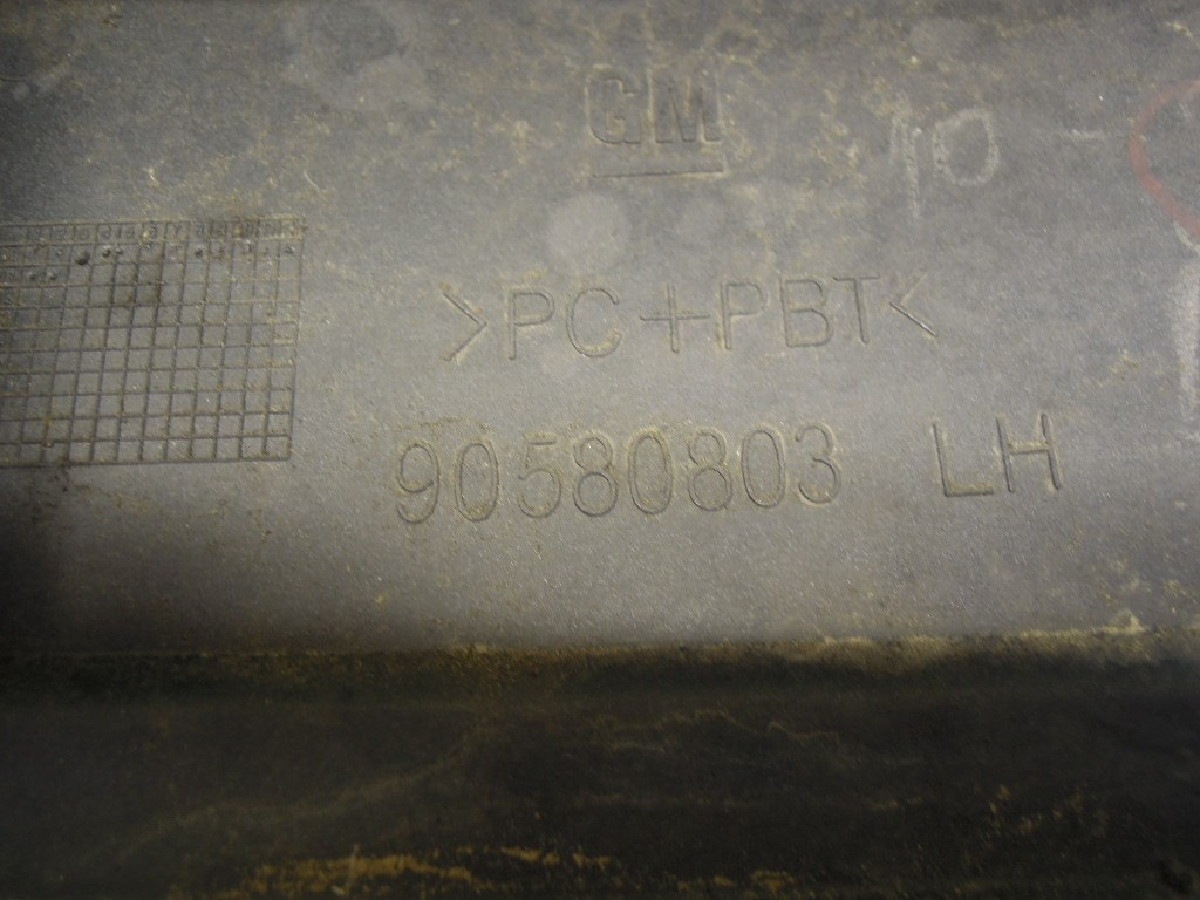 GM
10 -
>PC+PBT<
90580803 LH